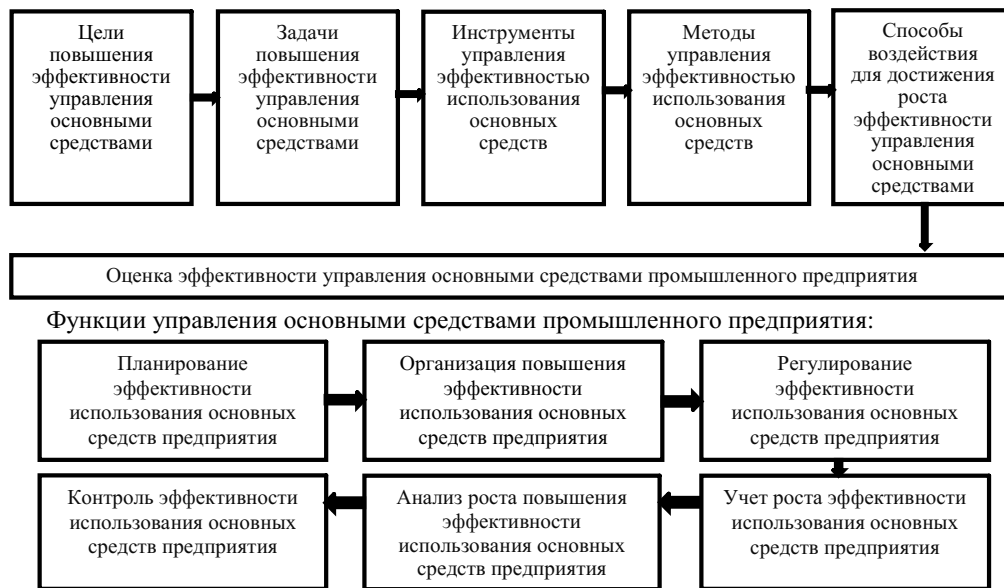 Цели
повышения
эффективности
управления
основными
средствами
Задачи
повышения
эффективности
управления
основными
средствами
Инструменты
управления
эффективностью
использования
основных
средств
Методы
управления
эффективностью
использования
основных
средств
Способы
воздействия
для достижения
роста
эффективности
управления
основными
средствами
Оценка эффективности управления основными средствами промышленного предприятия
Функции управления основными средствами промышленного предприятия:
Планирование
эффективности
использования основных
средств предприятия
Организация повышения
эффективности
использования основных
средств предприятия
Регулирование
эффективности
использования основных
средств предприятия
Контроль эффективности
использования основных
средств предприятия
Анализ роста повышения
эффективности
использования основных
средств предприятия
Учет роста эффективности
использования основных
средств предприятия